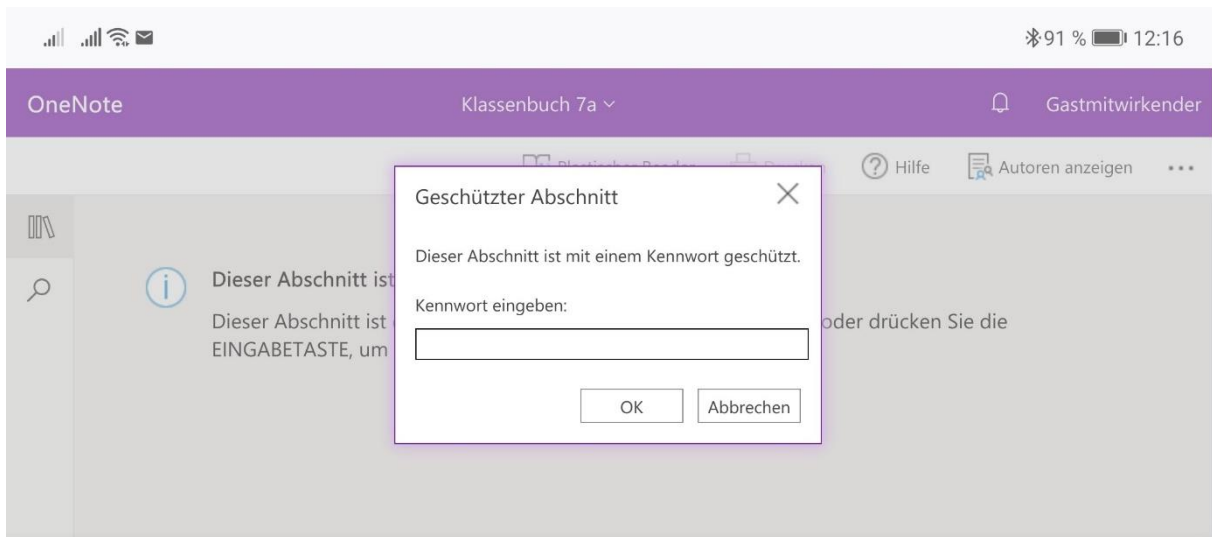 91 % 12:16
OneNote Klassenbuch 7a Gastmitwirkender
Hilfe Autoren anzeigen ...
Geschützter Abschnitt
Dieser Abschnitt ist mit einem Kennwort geschützt.
Dieser Abschnitt ist
Kennwort eingeben:
Dieser Abschnitt ist oder drücken Sie die
EINGABETASTE, um
OK Abbrechen